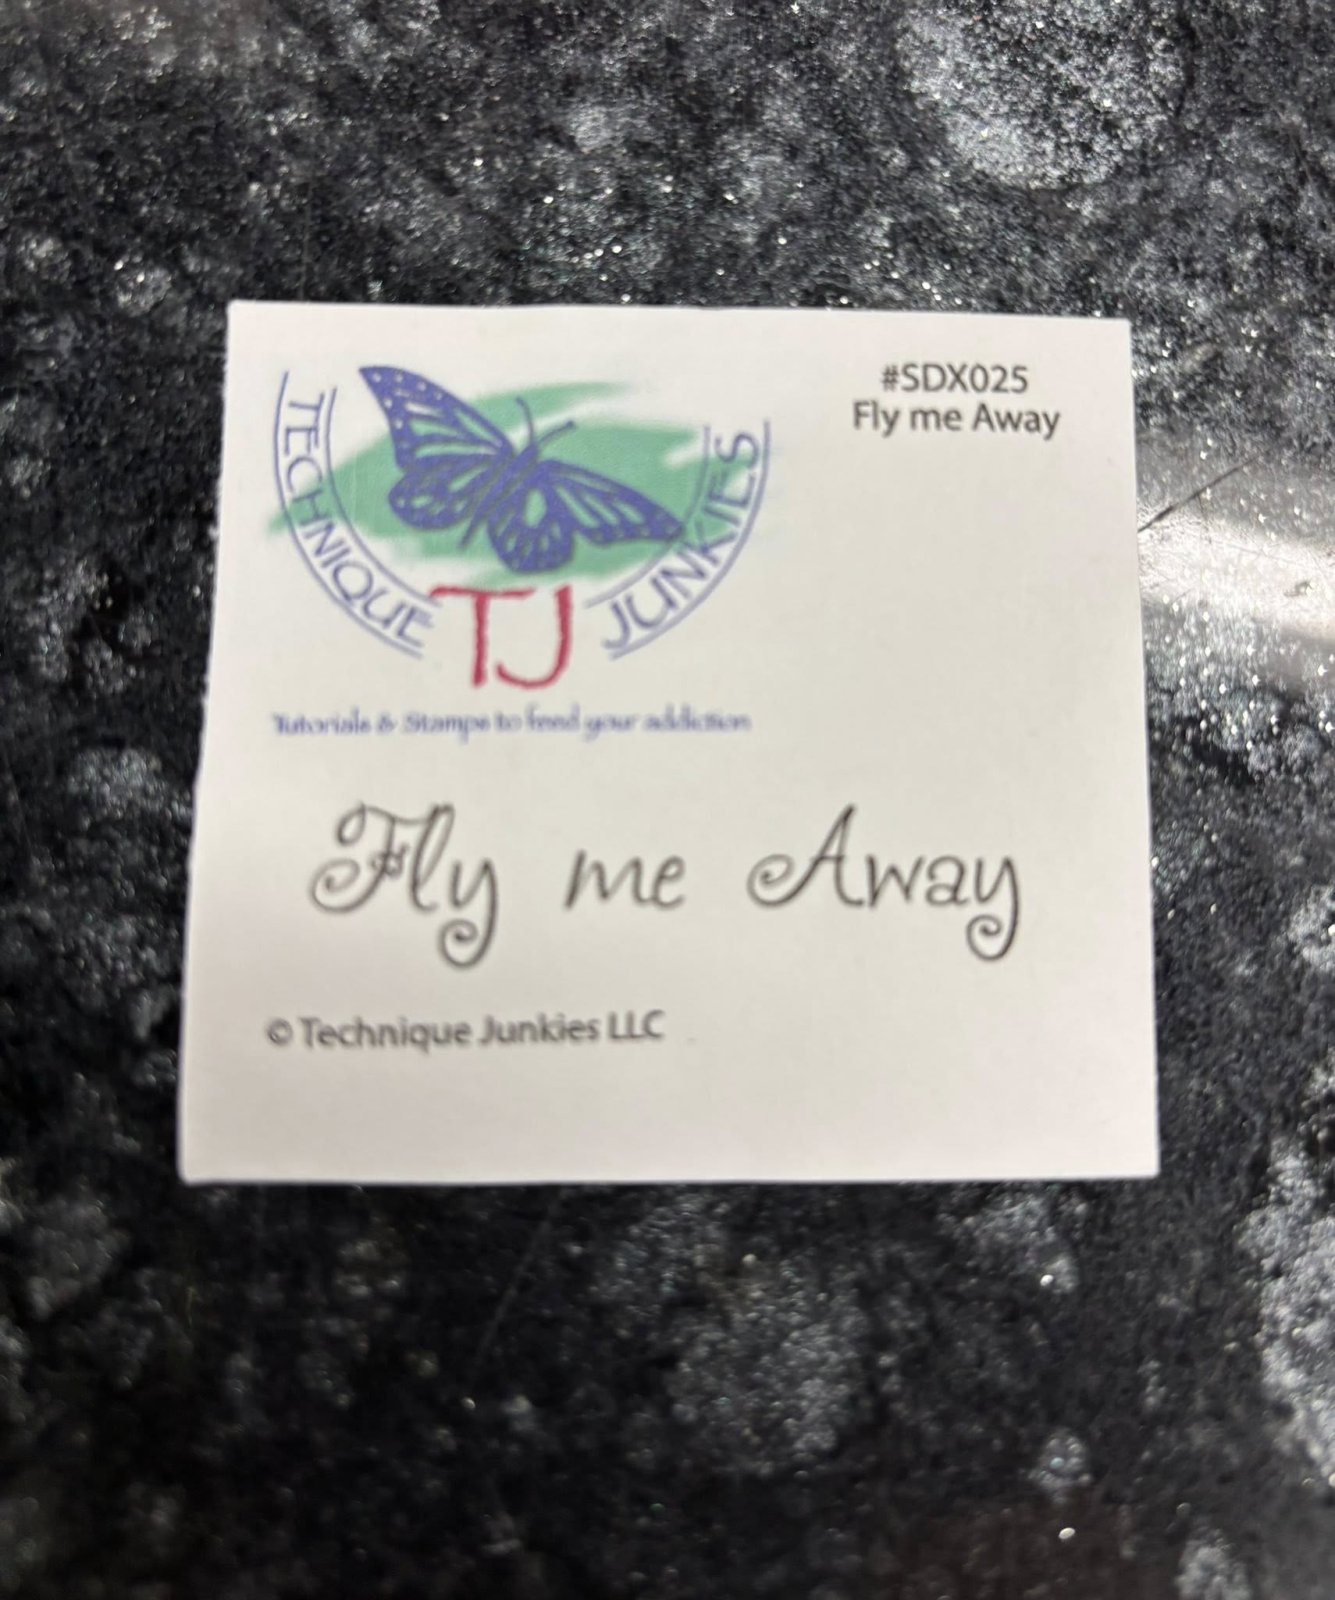 #SDX025
Fly me Away
TECHNIQUE TJ JUNKIES
Tutorials & Stamps to feed your addiction
Fly me Away
© Technique Junkies LLC